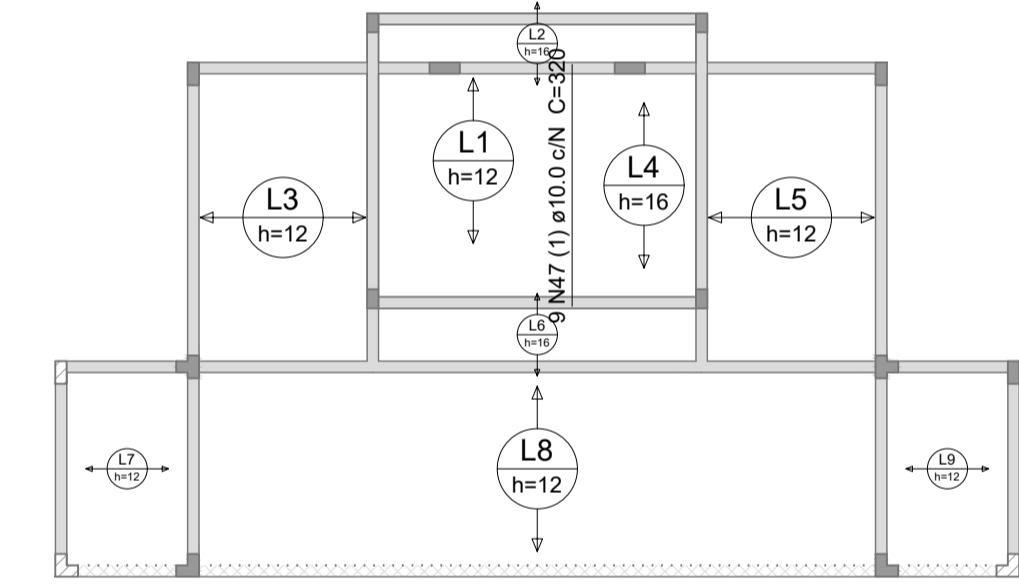 L2
h=16
L1
h=12
9 N47 (1) ø10.0 c/N C=320
L4
h=16
L3
h=12
L5
h=12
L6
h=16
L7
h=12
L8
h=12
L9
h=12